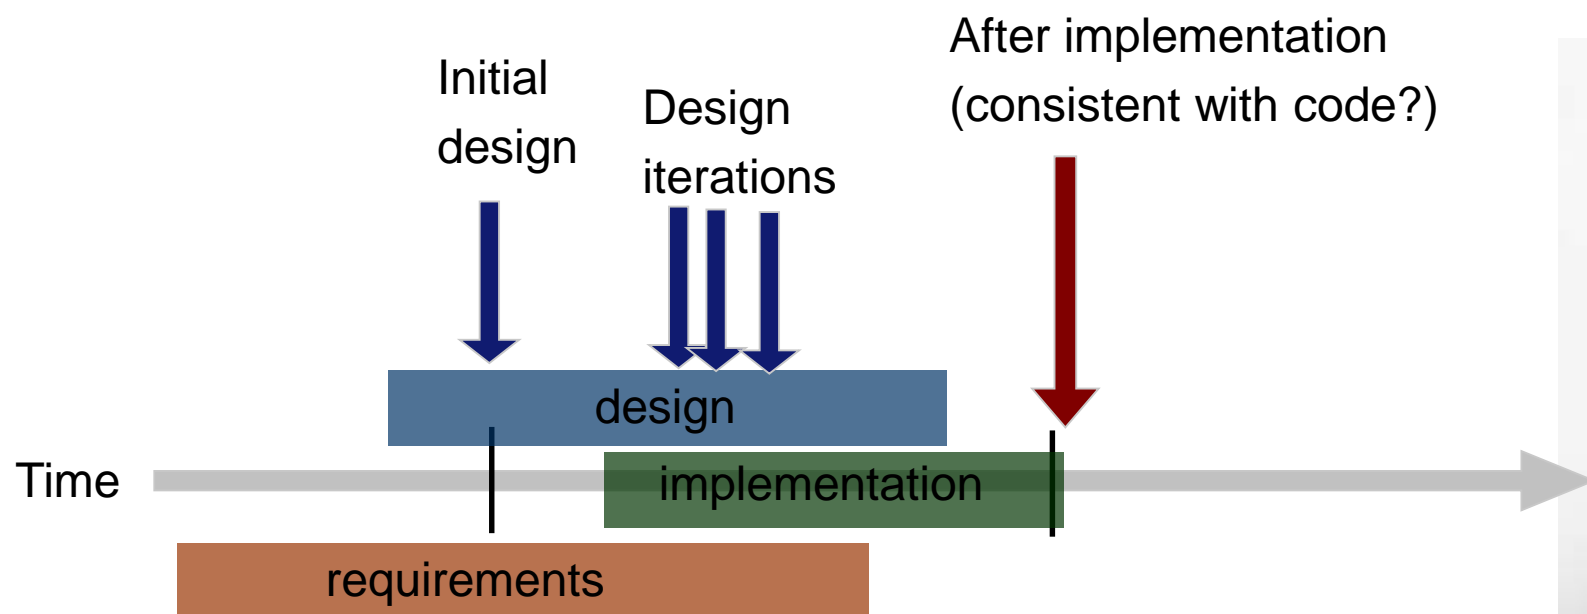 After implementation
(consistent with code?)
Initial
design
Design
iterations
design
Time
implementation
requirements